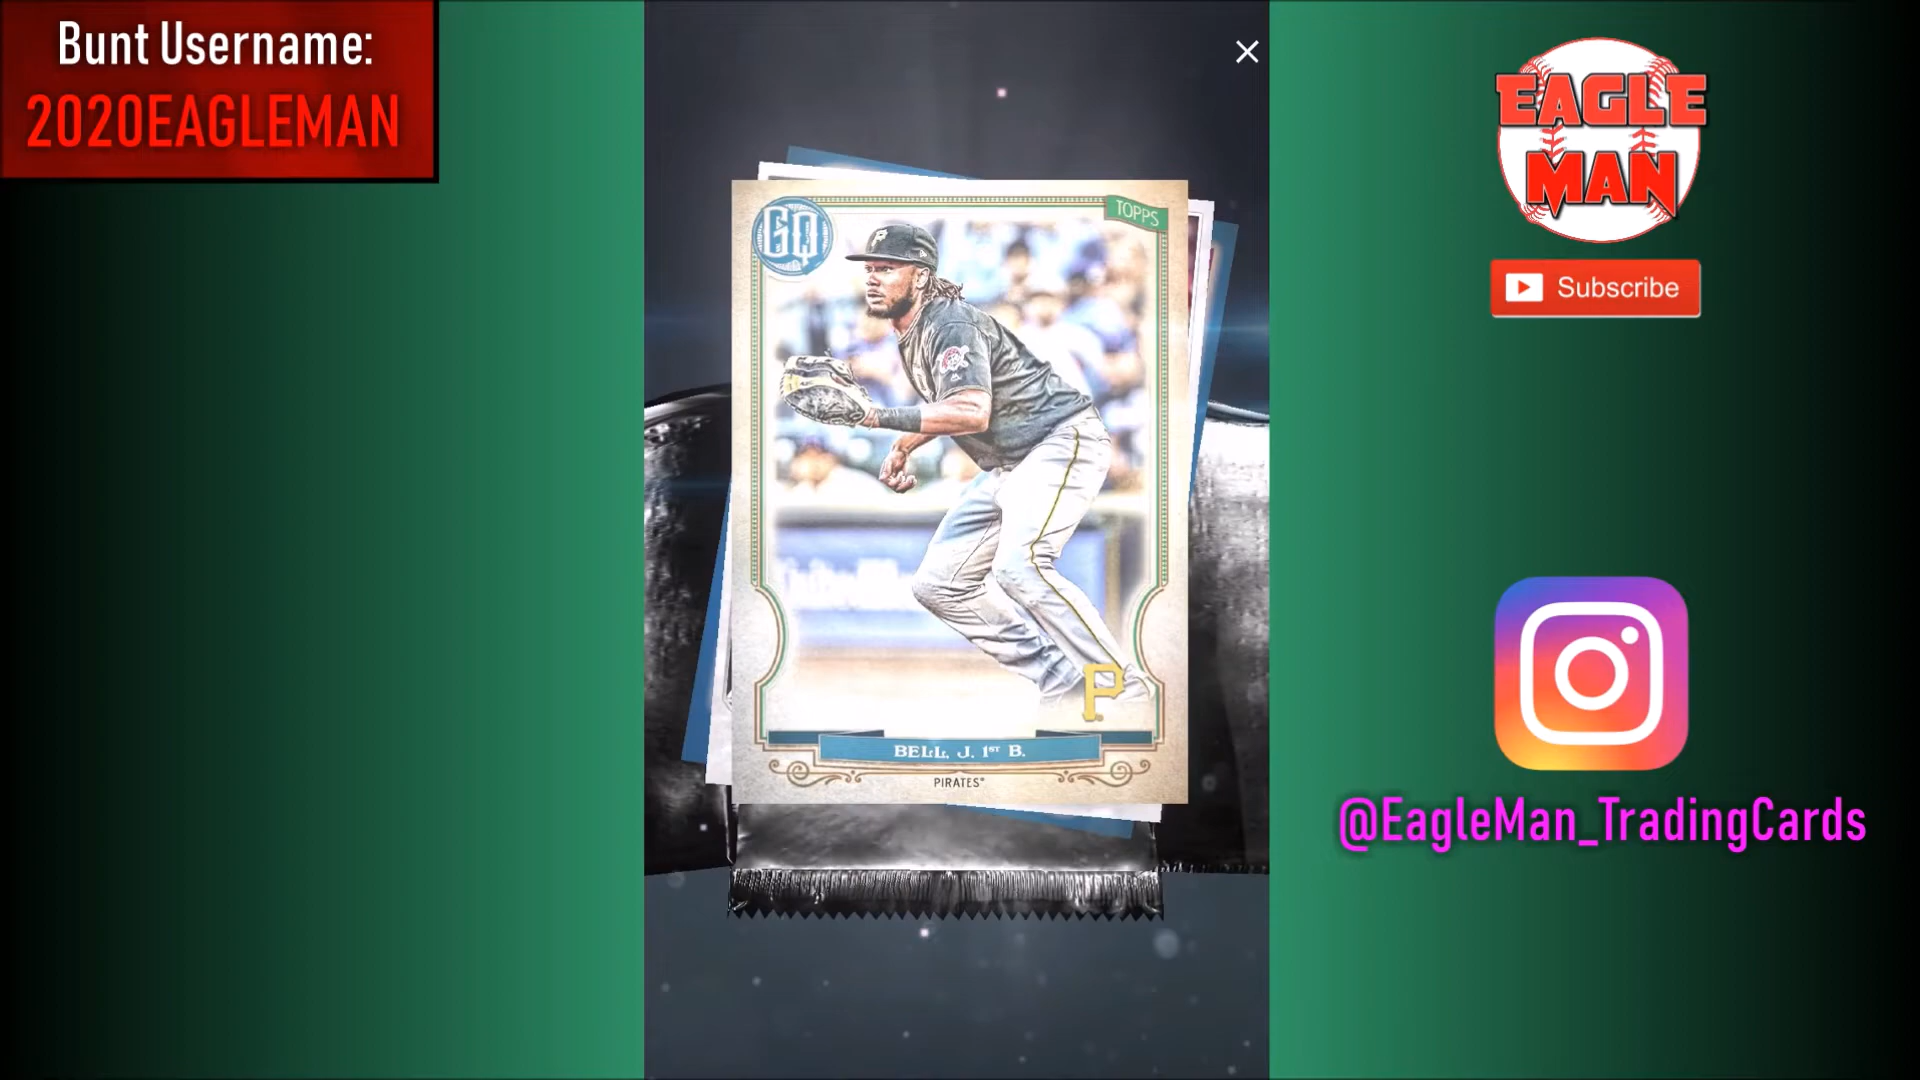 Bunt Username:
2020EAGLEMAN
EAGLE
MAN
Subscribe
GQ
TOPPS
P
BELL, J. 1ST B.
PIRATES®
@EagleMan_TradingCards